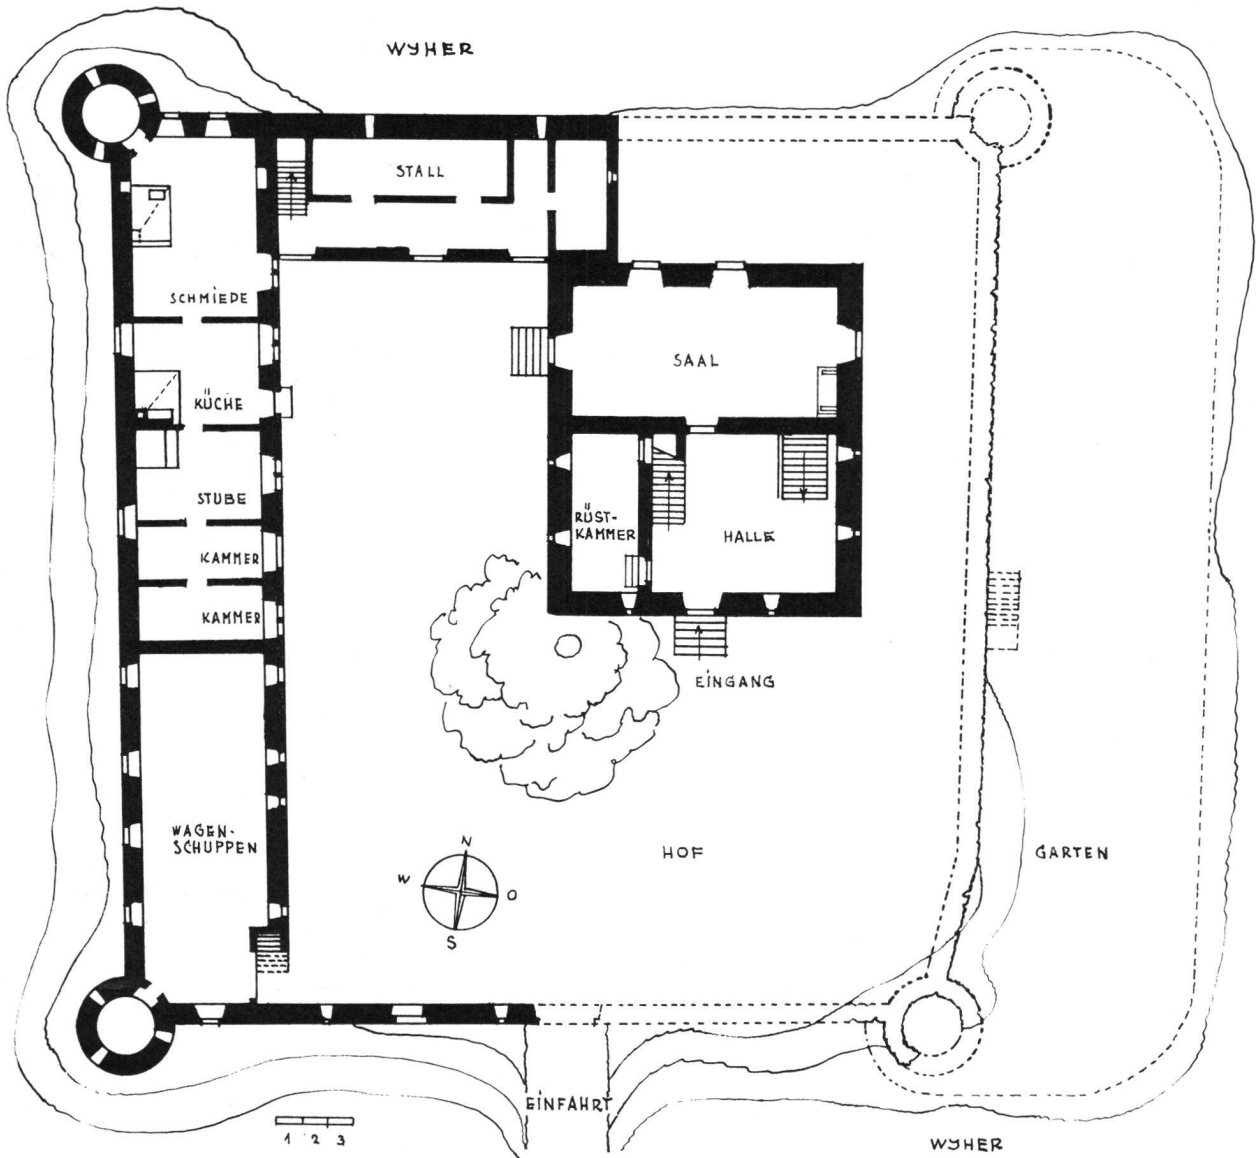 WYHER
STALL
SCHMIEDE
SAAL
KÜCHE
STUBE
RÜST-
KAMMER
HALLE
KAMMER
KAMMER
EINGANG
WAGEN-
SCHUPPEN
N
W
O
S
HOF
GARTEN
EINFAHRT
1 2 3
WYHER